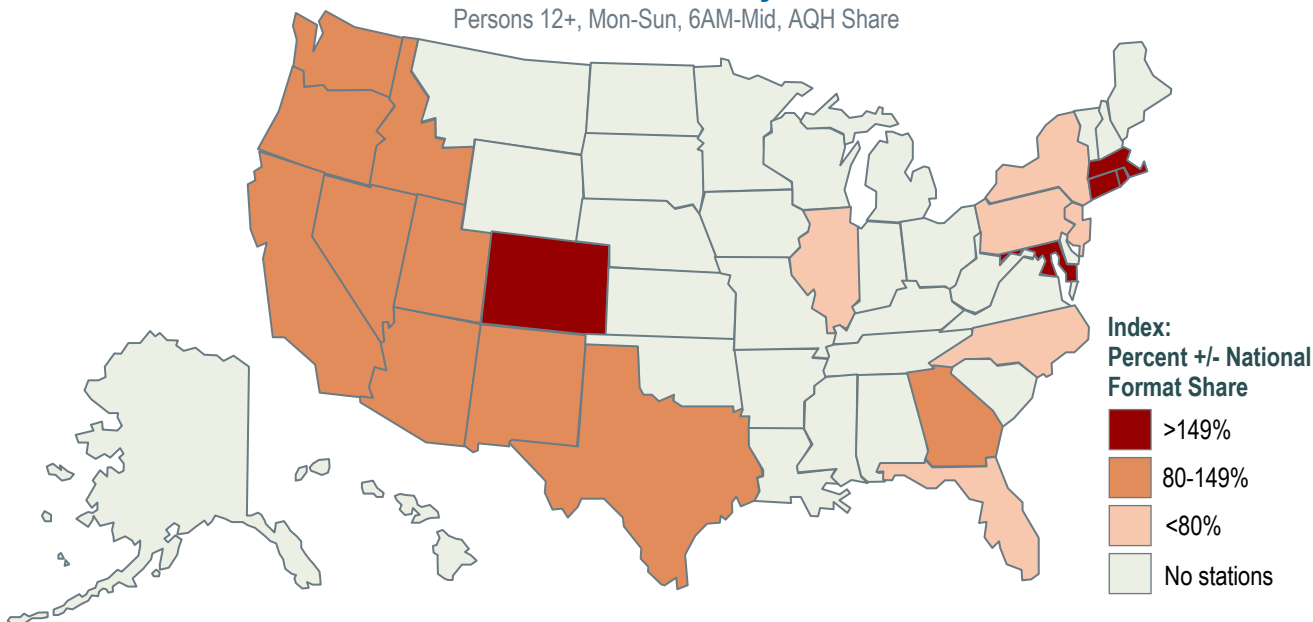 Persons 12+, Mon-Sun, 6AM-Mid, AQH Share
Index:
Percent +/- National
Format Share
>149%
80-149%
<80%
No stations